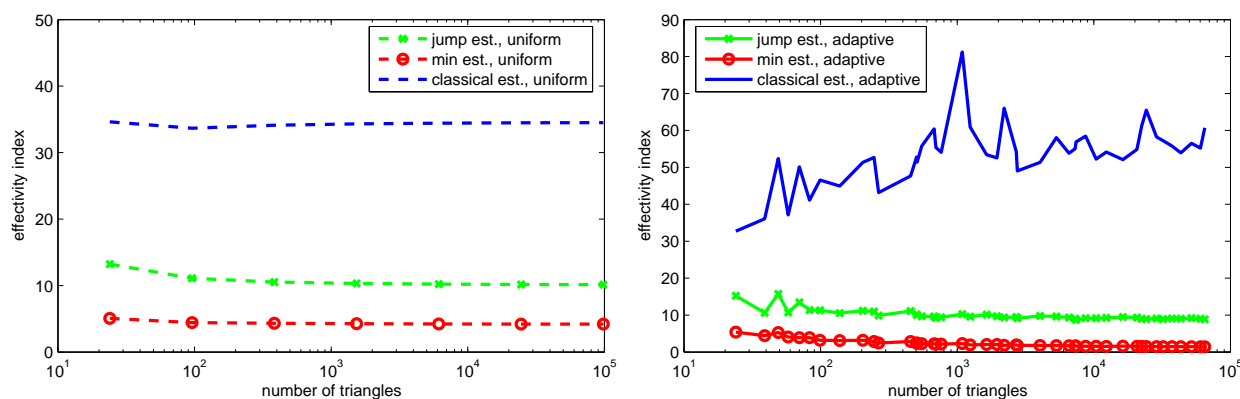 50
40
30
20
10
0
effectivity index
jump est., uniform
min est., uniform
classical est., uniform
10^1
10^2
10^3
10^4
10^5
number of triangles
90
80
70
60
50
40
30
20
10
0
effectivity index
jump est., adaptive
min est., adaptive
classical est., adaptive
10^1
10^2
10^3
10^4
10^5
number of triangles